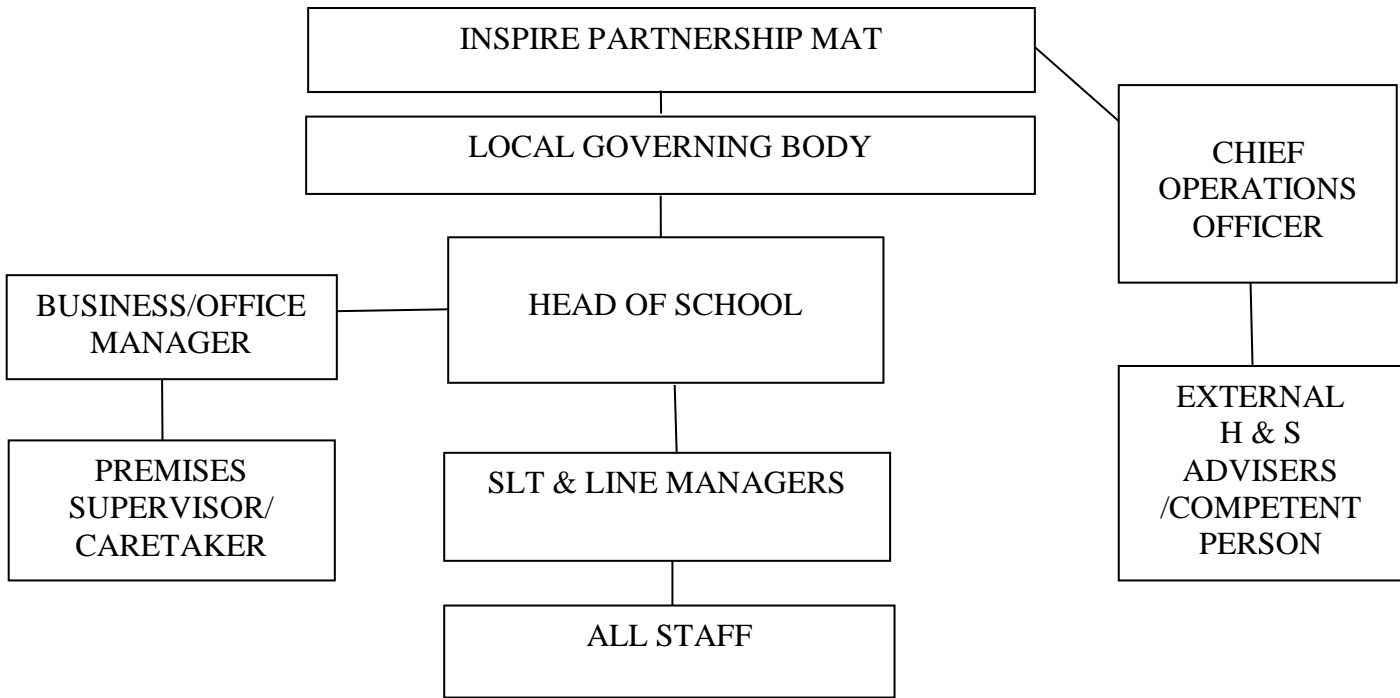 INSPIRE PARTNERSHIP MAT
LOCAL GOVERNING BODY
CHIEF
OPERATIONS
OFFICER
HEAD OF SCHOOL
BUSINESS/OFFICE
MANAGER
EXTERNAL
H & S
ADVISERS
/COMPETENT
PERSON
PREMISES
SUPERVISOR/
CARETAKER
SLT & LINE MANAGERS
ALL STAFF